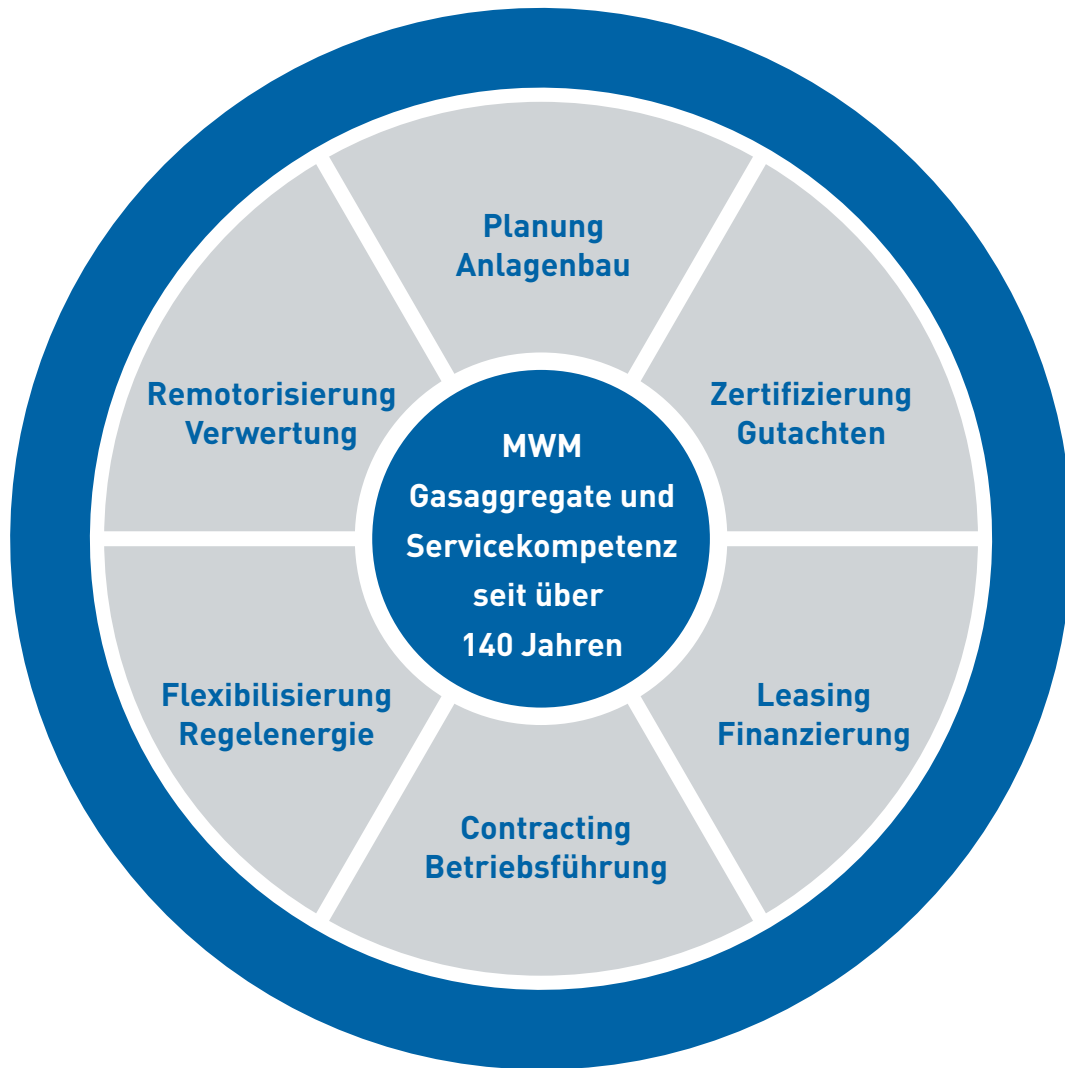 Planung
Anlagenbau
Zertifizierung
Gutachten
Leasing
Finanzierung
Contracting
Betriebsführung
Flexibilisierung
Regelenergie
Remotorisierung
Verwertung
MWM
Gasaggregate und
Servicekompetenz
seit über
140 Jahren